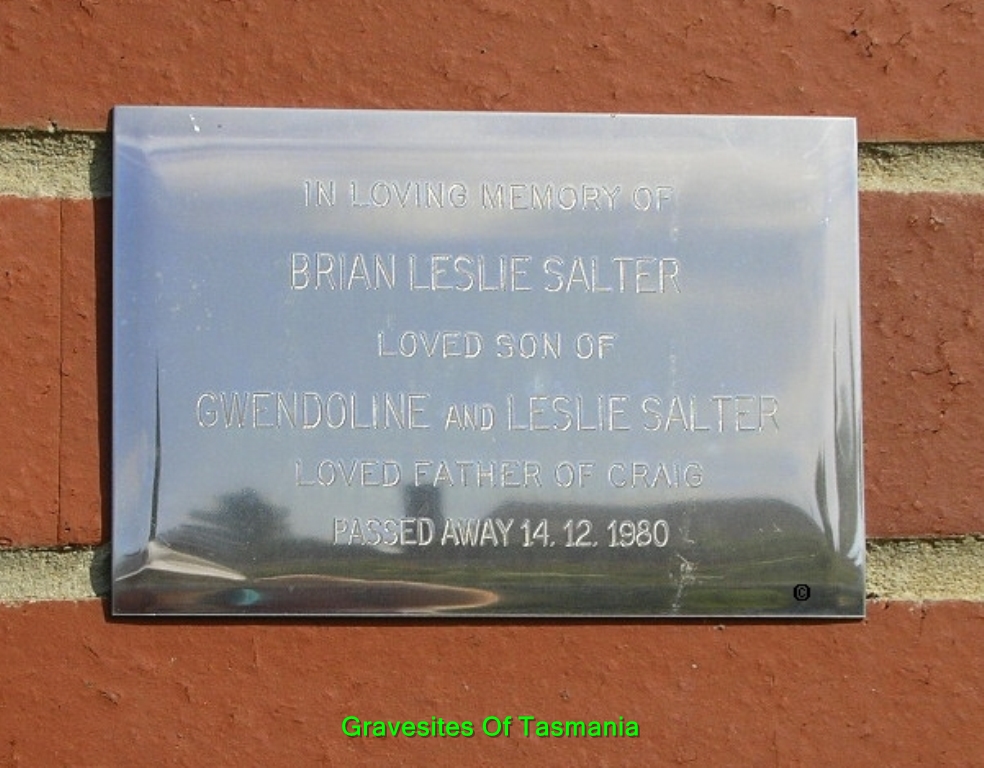 IN LOVING MEMORY OF
BRIAN LESLIE SALTER
LOVED SON OF
GWENDOLINE AND LESLIE SALTER
LOVED FATHER OF CRAIG
PASSED AWAY 14. 12. 1980
©
Gravesites Of Tasmania